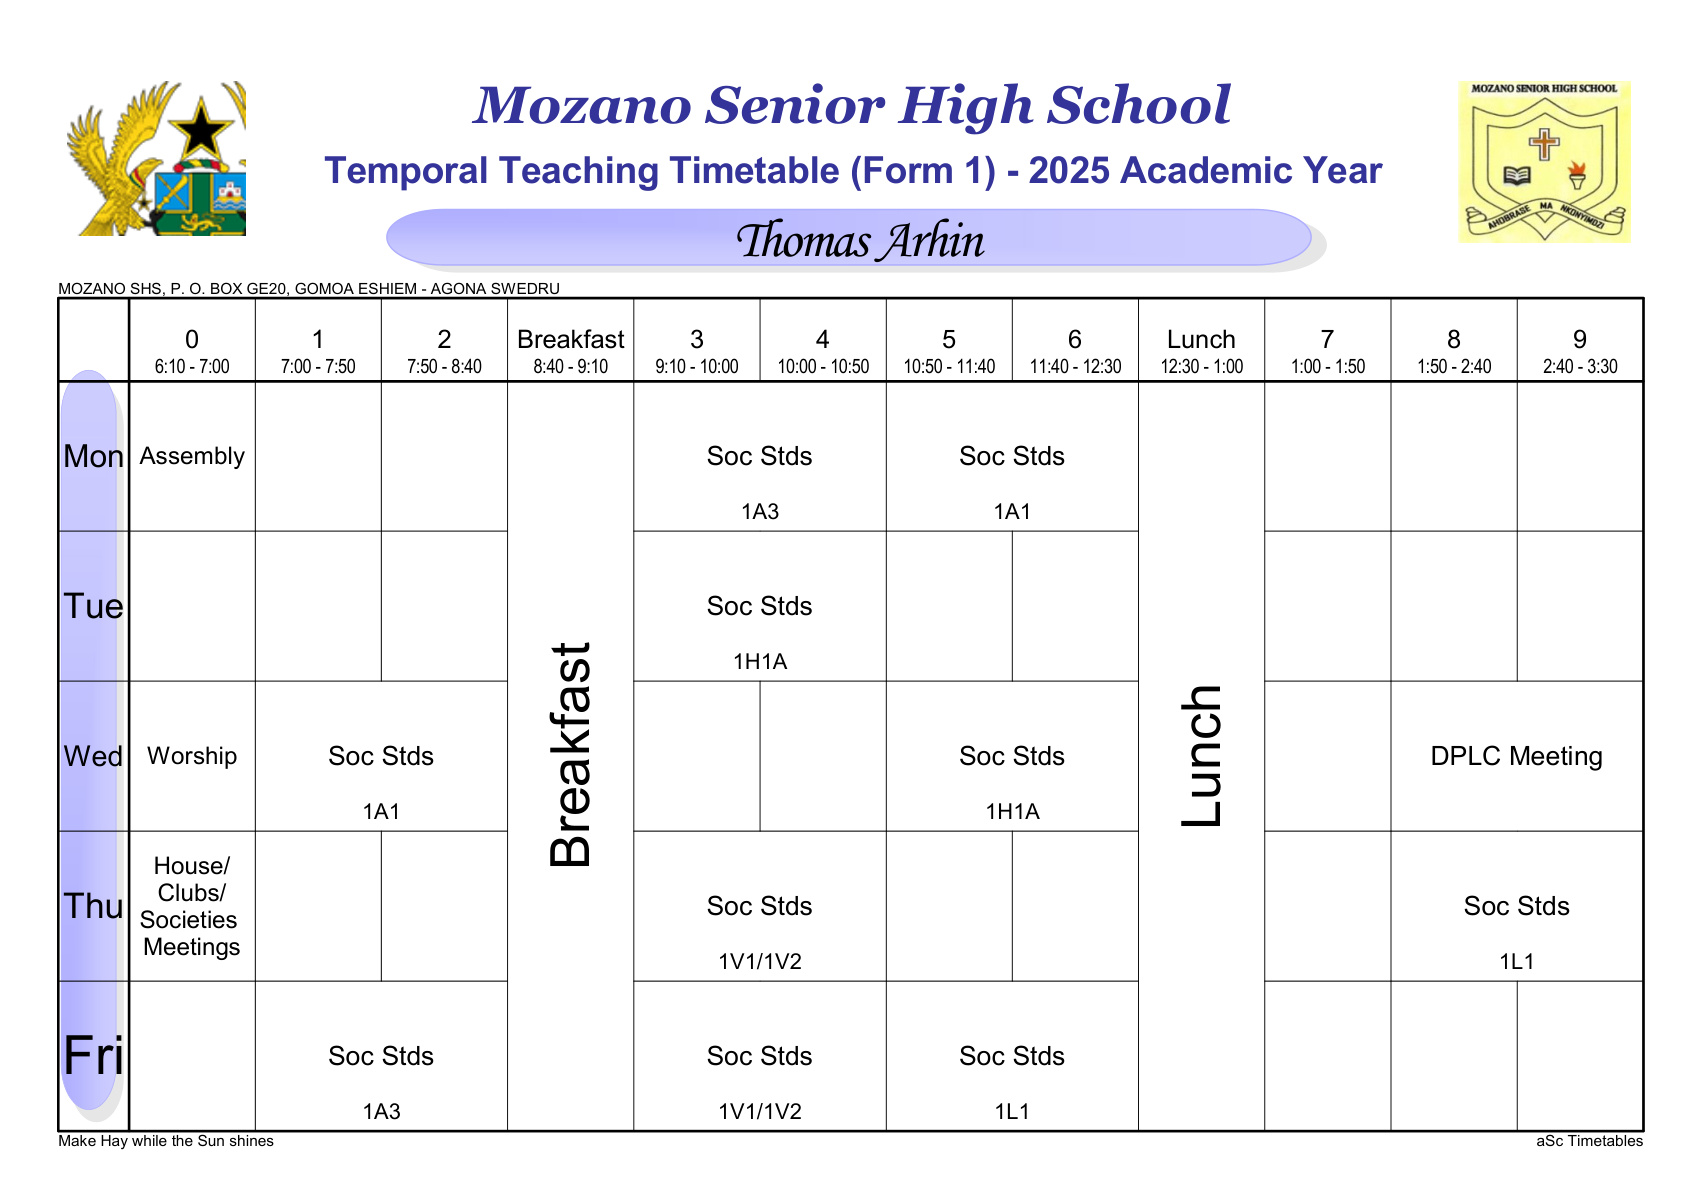 MOZANO SENIOR HIGH SCHOOL
AHOBRASE MA NKONYIMDZI
Mozano Senior High School
Temporal Teaching Timetable (Form 1) - 2025 Academic Year
Thomas Arhin
MOZANO SHS, P. O. BOX GE20, GOMOA ESHIEM - AGONA SWEDRU
0 1 2 Breakfast 3 4 5 6 Lunch 7 8 9
6:10 - 7:00 7:00 - 7:50 7:50 - 8:40 8:40 - 9:10 9:10 - 10:00 10:00 - 10:50 10:50 - 11:40 11:40 - 12:30 12:30 - 1:00 1:00 - 1:50 1:50 - 2:40 2:40 - 3:30
Mon Assembly Soc Stds Soc Stds
1A3 1A1
Tue Soc Stds
1H1A
Breakfast
Lunch
Wed Worship Soc Stds Soc Stds DPLC Meeting
1A1 1H1A
House/
Clubs/
Thu Soc Stds Soc Stds
Societies
Meetings
1V1/1V2 1L1
Fri Soc Stds Soc Stds Soc Stds
1A3 1V1/1V2 1L1
Make Hay while the Sun shines aSc Timetables